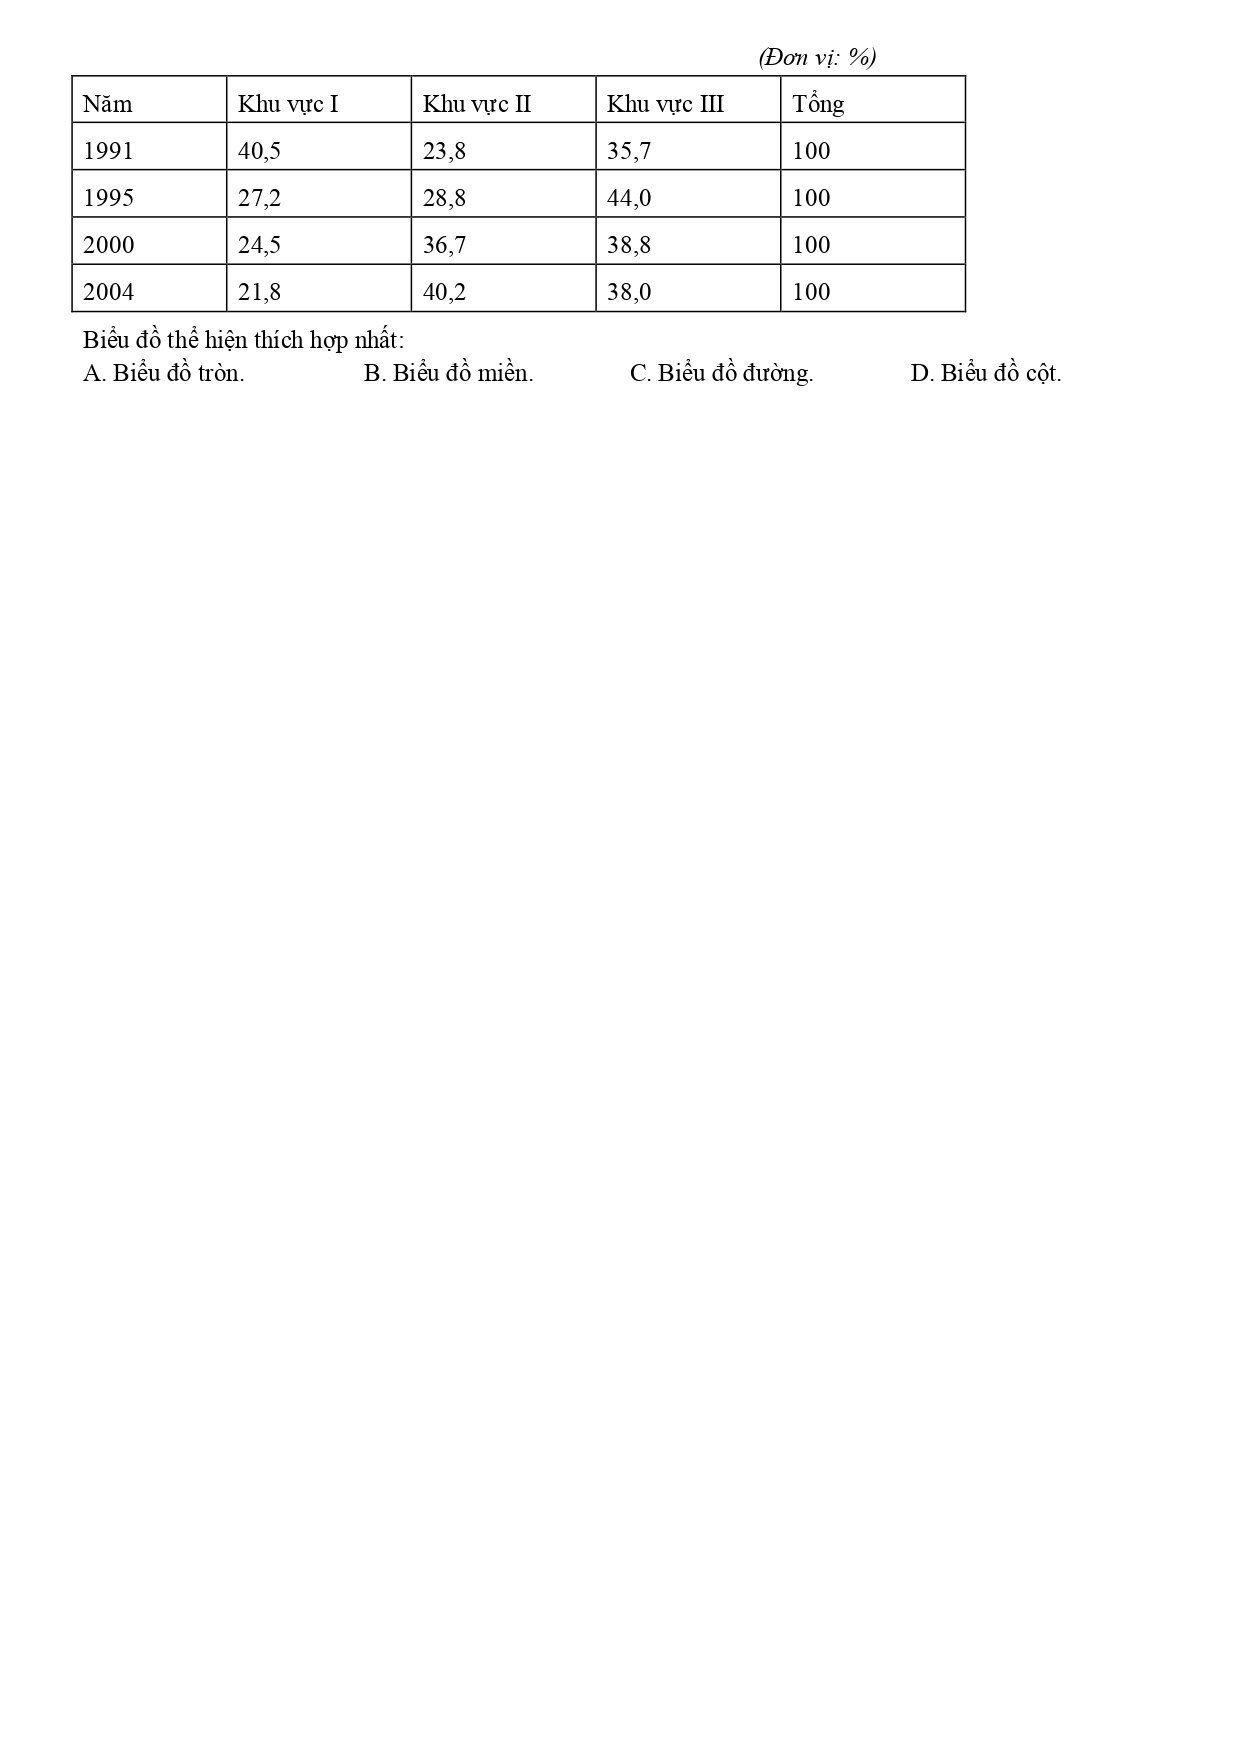 (Đơn vị: %)
Năm Khu vực I Khu vực II Khu vực III Tổng
1991 40,5 23,8 35,7 100
1995 27,2 28,8 44,0 100
2000 24,5 36,7 38,8 100
2004 21,8 40,2 38,0 100
Biểu đồ thể hiện thích hợp nhất:
A. Biểu đồ tròn. B. Biểu đồ miền. C. Biểu đồ đường. D. Biểu đồ cột.